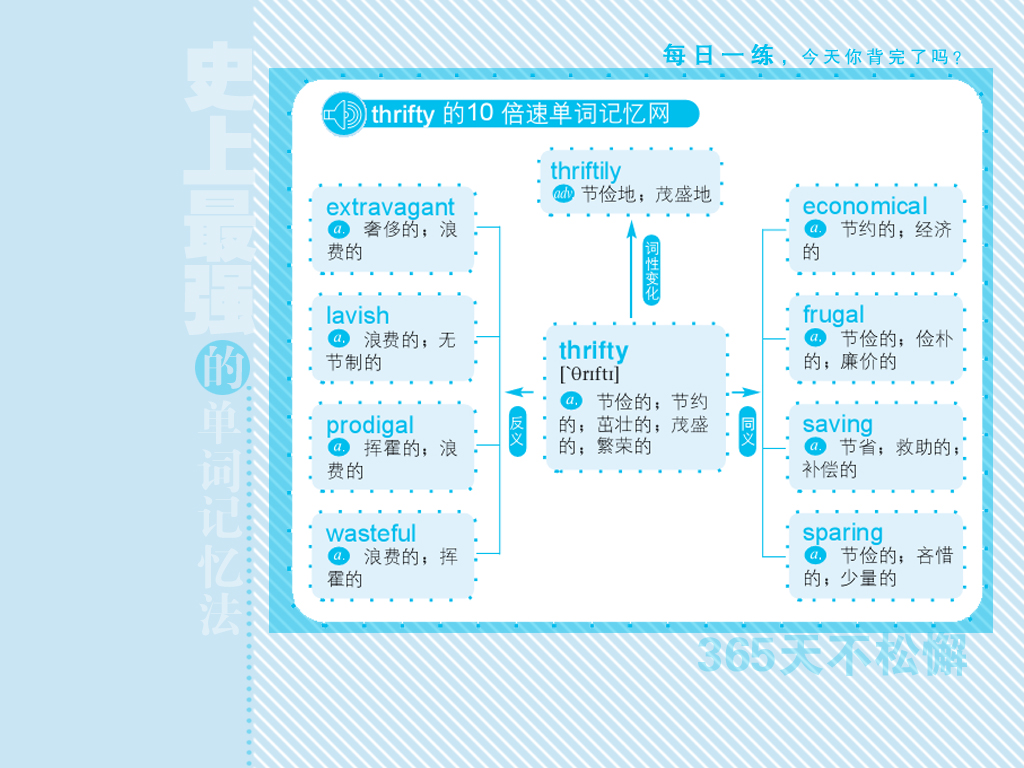 每日一练，今天你背完了吗？
史上最强的单词记忆法
thrifty 的10 倍速单词记忆网
thriftily
adv 节俭地；茂盛地
词性变化
extravagant
a. 奢侈的；浪
费的
lavish
a. 浪费的；无
节制的
prodigal
a. 挥霍的；浪
费的
wasteful
a. 浪费的；挥
霍的
反义
thrifty
[`θrɪftɪ]
a. 节俭的；节约
的；茁壮的；茂盛
的；繁荣的
同义
economical
a. 节约的；经济
的
frugal
a. 节俭的；俭朴
的；廉价的
saving
a. 节省；救助的；
补偿的
sparing
a. 节俭的；吝惜
的；少量的
365天不松懈